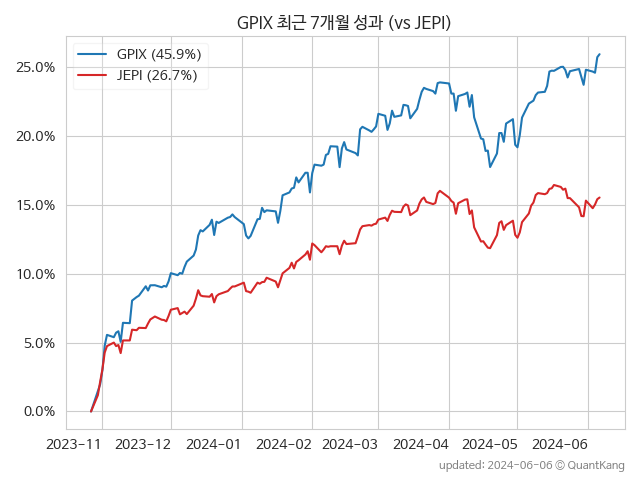 GPIX 최근 7개월 성과 (vs JEPI)
GPIX (45.9%)
JEPI (26.7%)
25.0%
20.0%
15.0%
10.0%
5.0%
0.0%
2023-11 2023-12 2024-01 2024-02 2024-03 2024-04 2024-05 2024-06
updated: 2024-06-06 © QuantKang